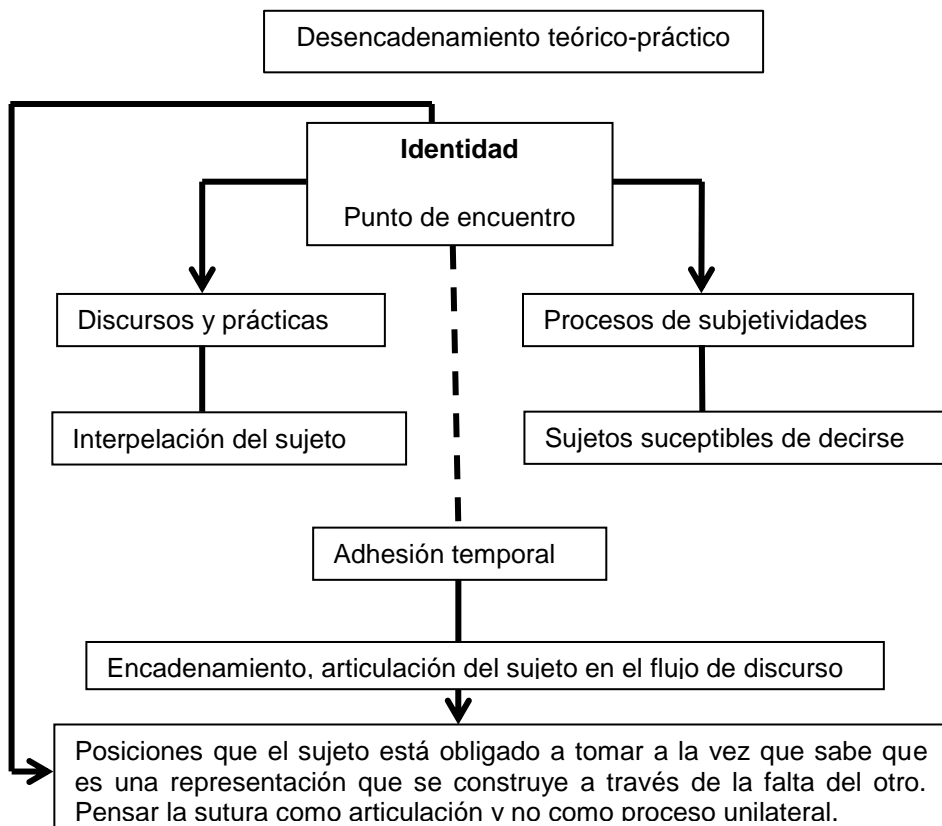 Desencadenamiento teórico-práctico
Identidad
Punto de encuentro
Discursos y prácticas
Procesos de subjetividades
Interpelación del sujeto
Sujetos suceptibles de decirse
Adhesión temporal
Encadenamiento, articulación del sujeto en el flujo de discurso
Posiciones que el sujeto está obligado a tomar a la vez que sabe que
es una representación que se construye a través de la falta del otro.
Pensar la sutura como articulación y no como proceso unilateral.